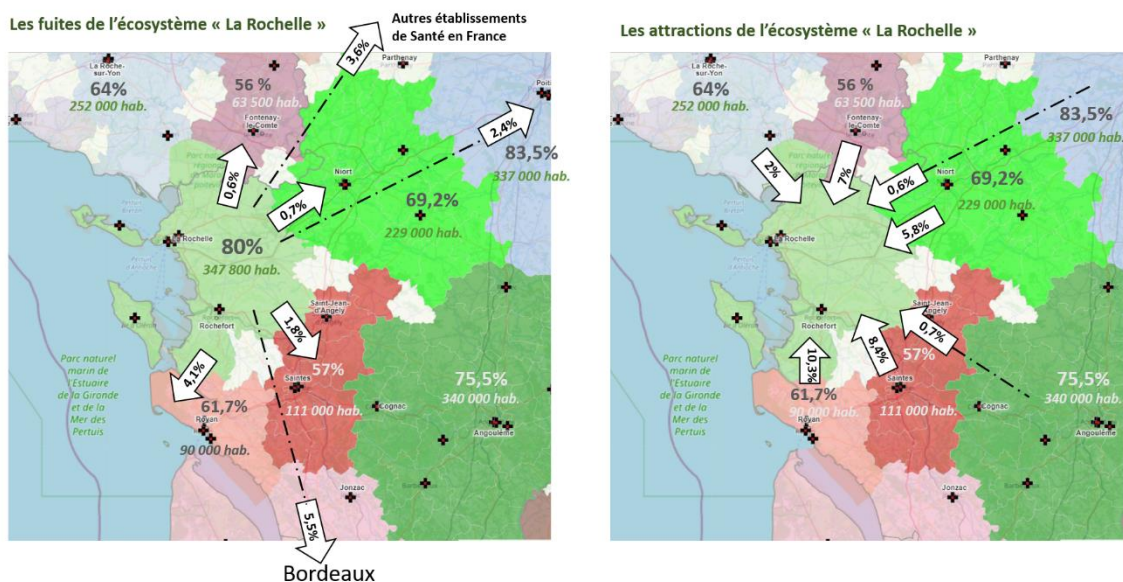 Les fuites de l'écosystème « La Rochelle »
Autres établissements
de Santé en France
3,6%
La Roche-
sur-Yon
64%
252 000 hab.
56 %
63 500 hab.
Fontenay-
le-Comte
Parthenay
2,4%
83,5%
337 000 hab.
0,6%
0,7%
Niort
69,2%
229 000 hab.
La Rochelle
80%
347 800 hab.
Rochefort
Saint-Jean-
d'Angely
1,8%
4,1%
57%
Saintes
111 000 hab.
Parc naturel
marin de
l'Estuaire
de la Gironde
et de la
Mer des
Pertuis
61,7%
Royan
90 000 hab.
75,5%
340 000 hab.
Cognac
Angoulême
Jonzac
5,5%
Bordeaux
Les attractions de l'écosystème « La Rochelle »
La Roche-
sur-Yon
64%
252 000 hab.
56 %
63 500 hab.
Fontenay-
le-Comte
Parthenay
83,5%
337 000 hab.
2%
7%
0,6%
Niort
69,2%
229 000 hab.
5,8%
La Rochelle
Rochefort
Saint-Jean-
d'Angely
0,7%
8,4%
10,3%
57%
Saintes
111 000 hab.
Parc naturel
marin de
l'Estuaire
de la Gironde
et de la
Mer des
Pertuis
61,7%
90 000 hab.
Royan
75,5%
340 000 hab.
Cognac
Angoulême
Jonzac